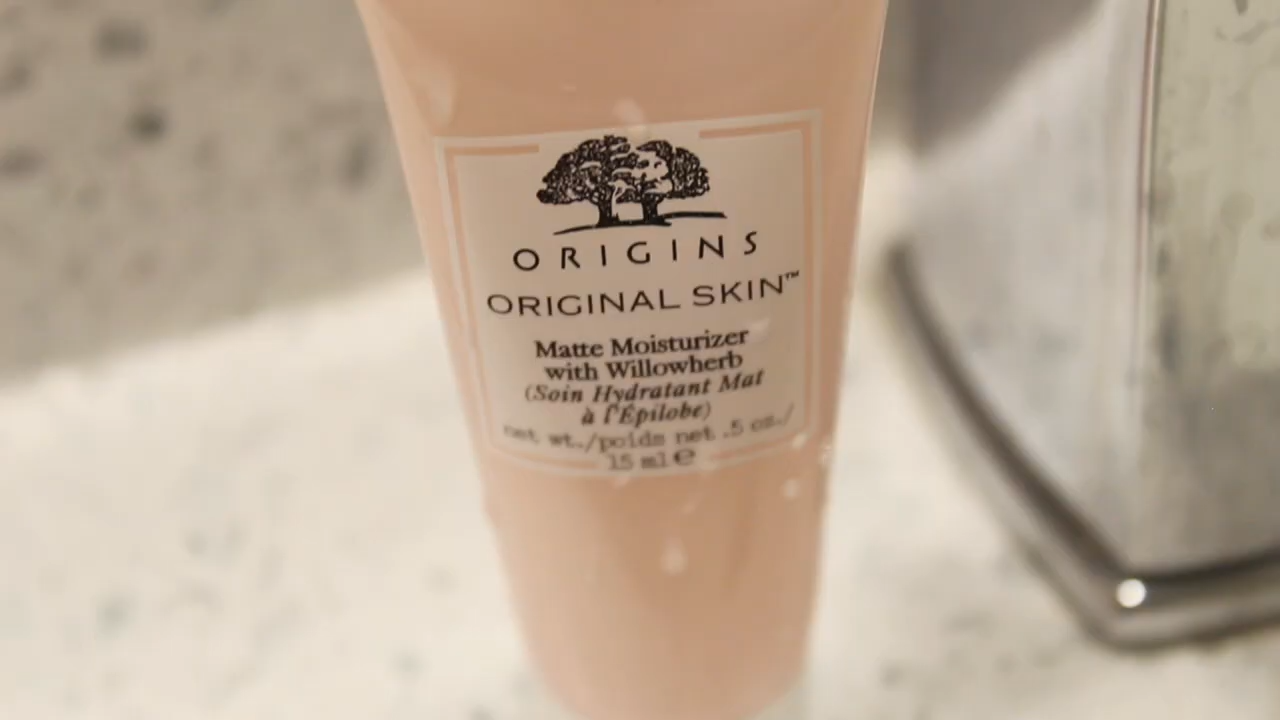 ORIGINS
ORIGINAL SKIN™
Matte Moisturizer
with Willowherb
(Soin Hydratant Mat
à l'Épilobe)
net wt./poids net .5 oz./
15 ml ℮